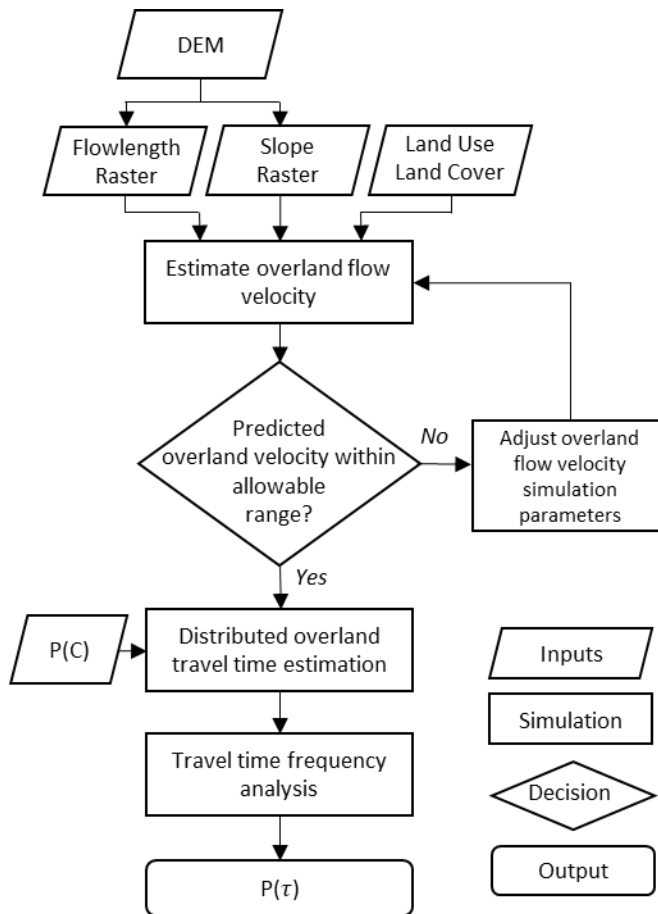 DEM
Flowlength
Raster
Slope
Raster
Land Use
Land Cover
Estimate overland flow
velocity
Predicted
overland velocity within
allowable
range?
No
Adjust overland
flow velocity
simulation
parameters
Yes
P(C)
Distributed overland
travel time estimation
Travel time frequency
analysis
P(τ)
Inputs
Simulation
Decision
Output